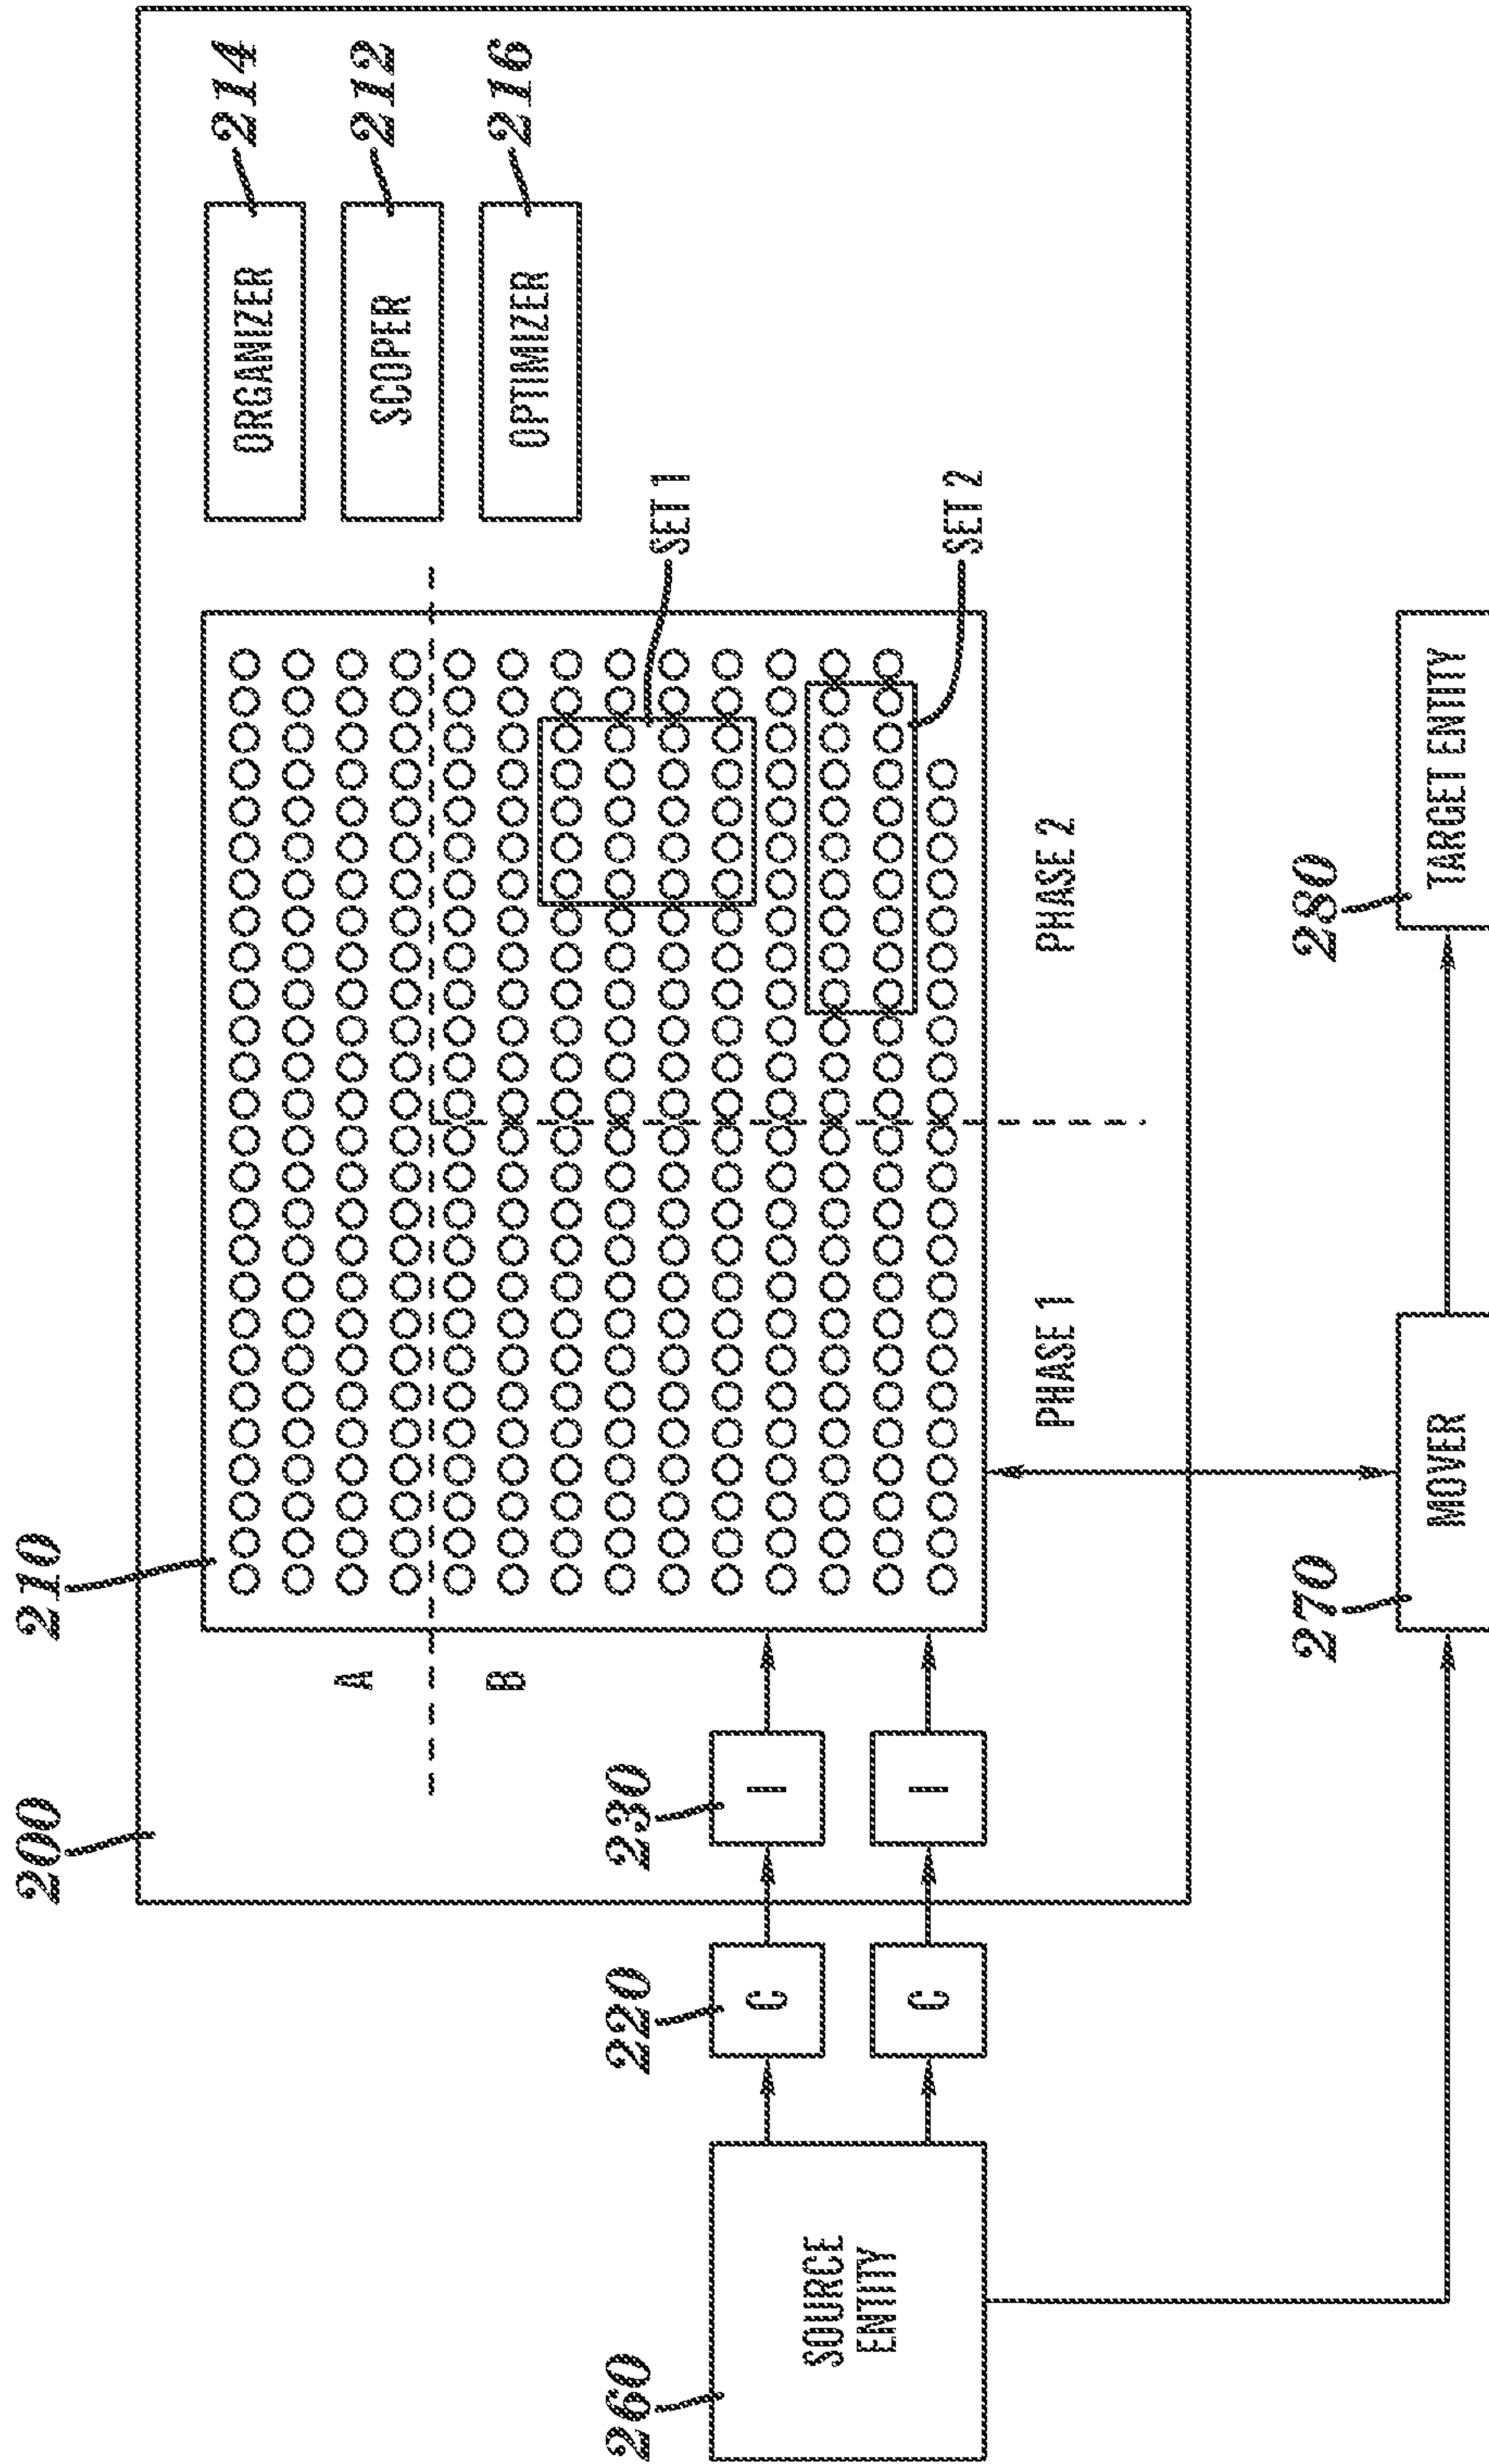 200
210
ORGANIZER
214
A
SCOPER
212
B
OPTIMIZER
216
260
220
230
SET 1
C
I
SOURCE
ENTITY
C
I
SET 2
PHASE 1
PHASE 2
270
280
MOVER
TARGET ENTITY